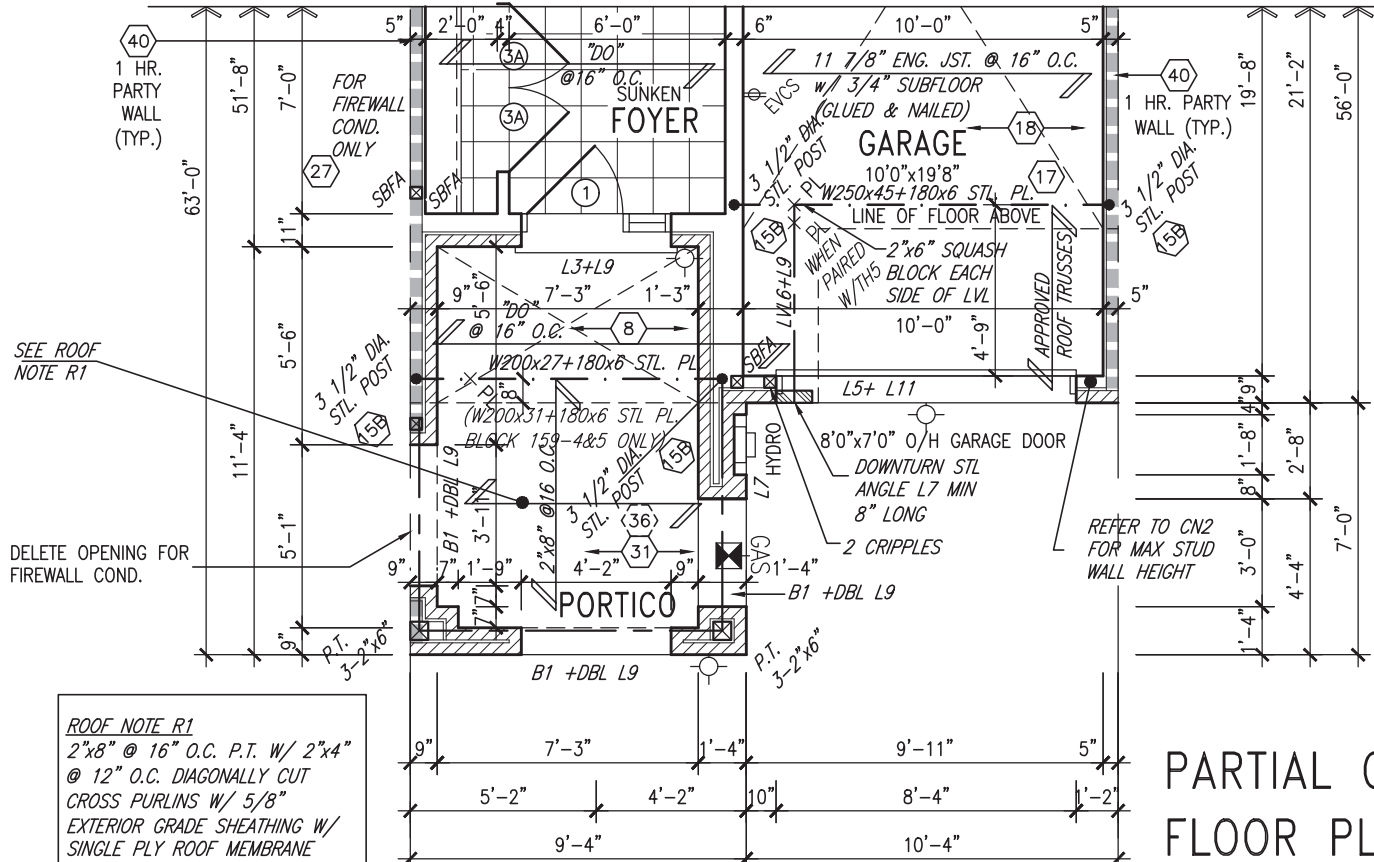 5" 2'-0" 4" 6'-0" 6" 10'-0" 5"
40
1 HR.
PARTY
WALL
(TYP.)
63'-0"
51'-8"
7'-0"
FOR
FIREWALL
COND.
ONLY
27
SBFA
SBFA
3A
3A
"DO"
@16" O.C.
SUNKEN
FOYER
1
EVCS
11 7/8" ENG. JST. @ 16" O.C.
w/ 3/4" SUBFLOOR
(GLUED & NAILED)
18
GARAGE
10'0"x19'8"
17
W250x45+180x6 STL. PL.
LINE OF FLOOR ABOVE
3 1/2" DIA.
STL. POST
15B
PL
PL
WHEN
PAIRED
W/TH5
2"x6" SQUASH
BLOCK EACH
SIDE OF LVL
LVL6+L9
40
1 HR. PARTY
WALL (TYP.)
3 1/2" DIA.
STL. POST
15B
19'-8"
21'-2"
56'-0"
11"
L3+L9
9" 7'-3" 1'-3"
5'-6"
"DO"
@ 16" O.C.
8
10'-0"
5"
4'-9"
APPROVED
ROOF TRUSSES
SEE ROOF
NOTE R1
5'-6"
11'-4"
3 1/2" DIA.
STL. POST
15B
W200x27+180x6 STL. PL.
PL
8"
(W200x31+180x6 STL PL.
BLOCK 159-4&5 ONLY)
SBFA
L5+ L11
8'0"x7'0" O/H GARAGE DOOR
DOWNTURN STL
ANGLE L7 MIN
8" LONG
2 CRIPPLES
HYDRO
L7
15B
3 1/2" DIA.
STL. POST
B1 +DBL L9
3'-11"
2"x8" @16 O.C.
36
31
GAS
REFER TO CN2
FOR MAX STUD
WALL HEIGHT
9"
4"
1'-8"
8"
3'-0"
1'-4"
2'-8"
4'-4"
7'-0"
DELETE OPENING FOR
FIREWALL COND.
5'-1"
9"
9" 7" 1'-9" 4'-2" 9" 1'-4"
7"
7"
PORTICO
B1 +DBL L9
P.T.
3-2"x6"
B1 +DBL L9
P.T.
3-2"x6"
ROOF NOTE R1
2"x8" @ 16" O.C. P.T. W/ 2"x4"
@ 12" O.C. DIAGONALLY CUT
CROSS PURLINS W/ 5/8"
EXTERIOR GRADE SHEATHING W/
SINGLE PLY ROOF MEMBRANE
9" 7'-3" 1'-4" 9'-11" 5"
5'-2" 4'-2" 10" 8'-4" 1'-2"
9'-4" 10'-4"
PARTIAL
FLOOR